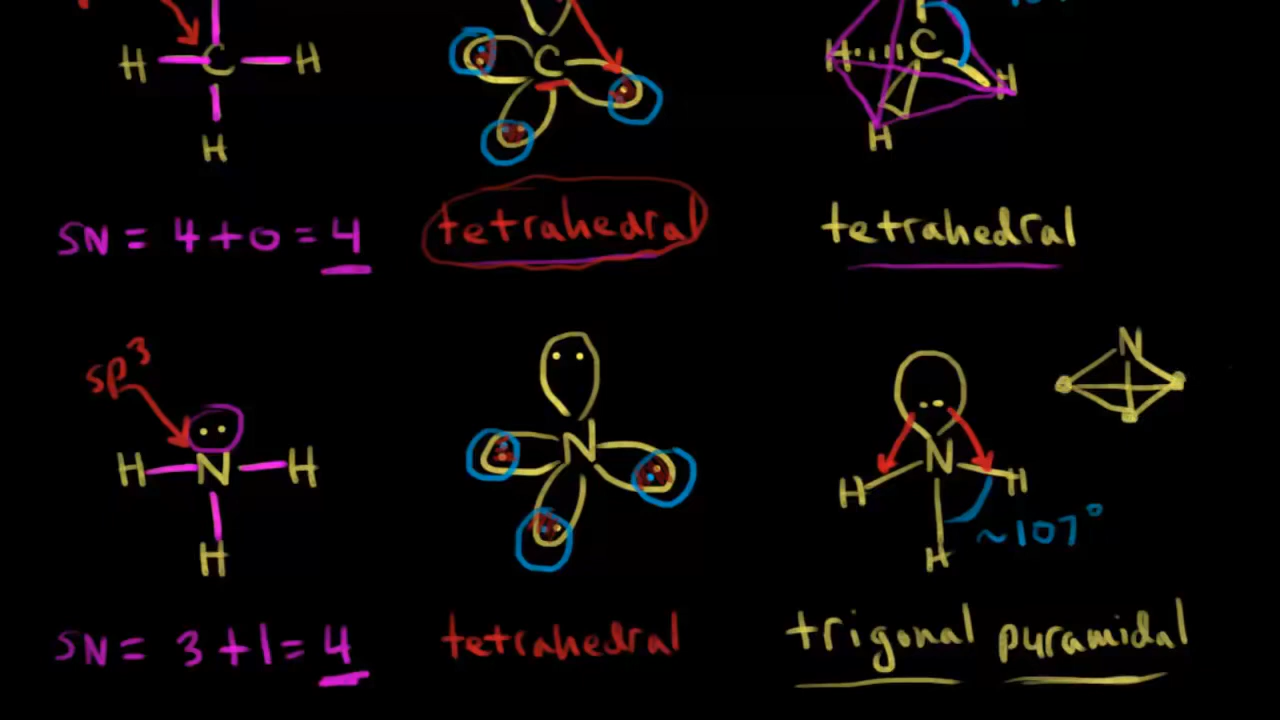 H C H
H
C
H C H
H
SN = 4 + 0 = 4
tetrahedral
tetrahedral
sp³
H N H
H
N
N
H H
H
~107°
N
SN = 3 + 1 = 4
tetrahedral
trigonal pyramidal